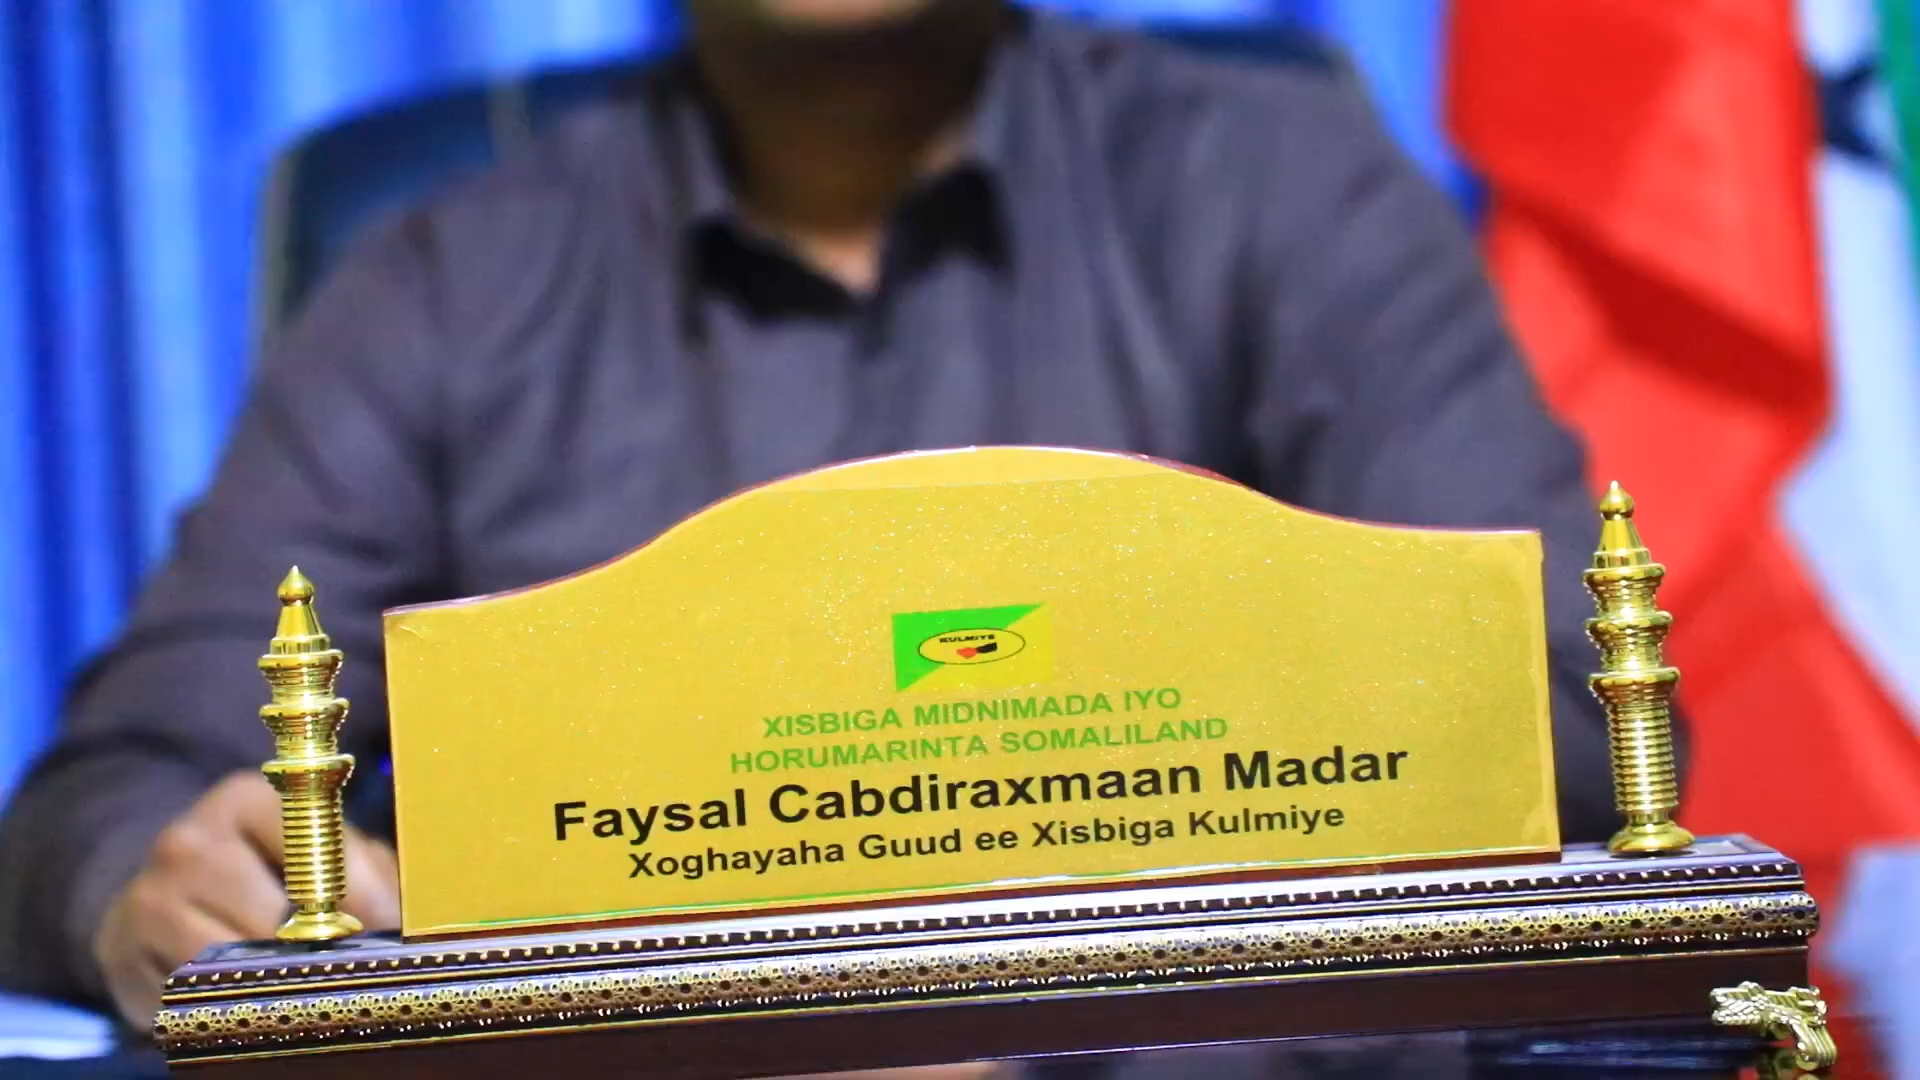 KULMIYE
XISBIGA MIDNIMADA IYO
HORUMARINTA SOMALILAND
Faysal Cabdiraxmaan Madar
Xoghayaha Guud ee Xisbiga Kulmiye